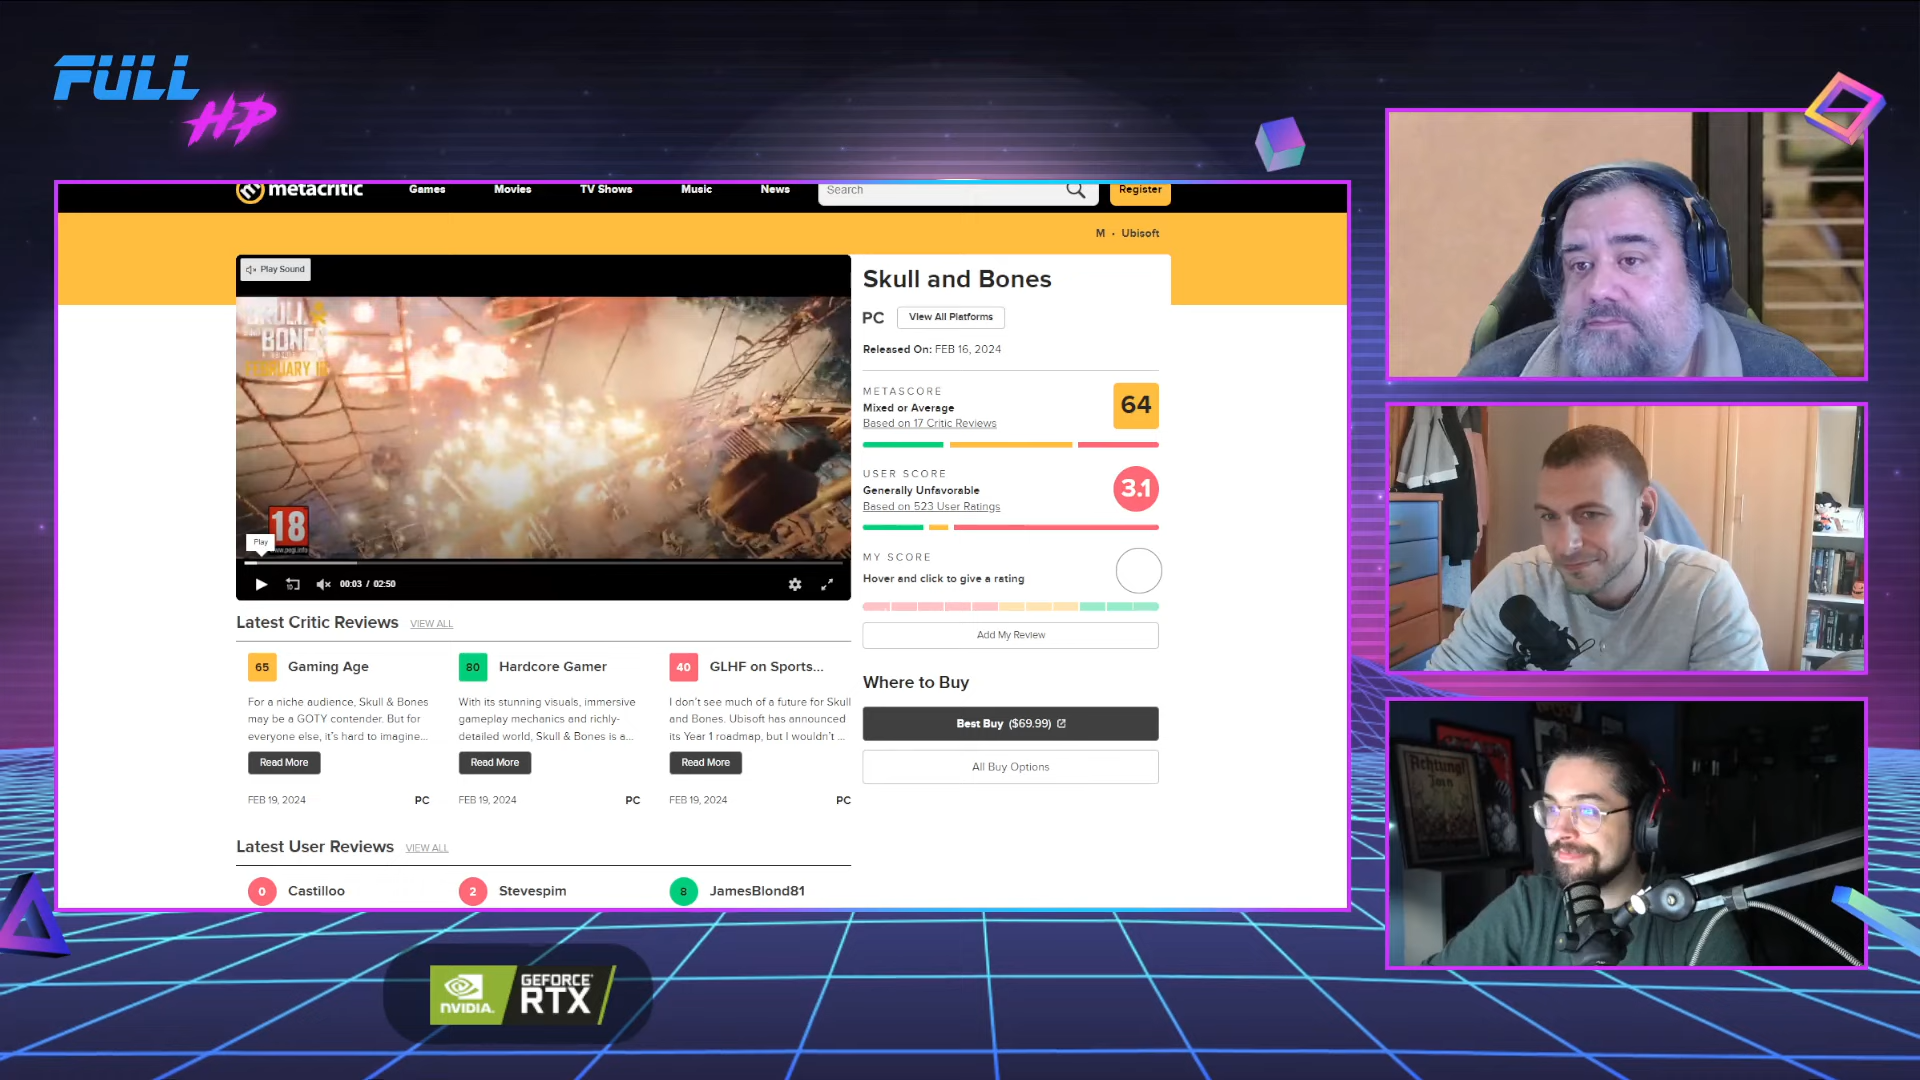 FULL
HP
metacritic
Games
Movies
TV Shows
Music
News
Search
Register
M · Ubisoft
Play Sound
SKULL
BONES
FEBRUARY 16
18
www.pegi.info
Play
00:03 / 02:50
Skull and Bones
PC
View All Platforms
Released On: FEB 16, 2024
METASCORE
Mixed or Average
Based on 17 Critic Reviews
64
USER SCORE
Generally Unfavorable
Based on 523 User Ratings
3.1
MY SCORE
Hover and click to give a rating
Add My Review
Where to Buy
Best Buy ($69.99)
All Buy Options
Latest Critic Reviews
VIEW ALL
65 Gaming Age
For a niche audience, Skull & Bones
may be a GOTY contender. But for
everyone else, it's hard to imagine...
Read More
FEB 19, 2024
PC
80 Hardcore Gamer
With its stunning visuals, immersive
gameplay mechanics and richly-
detailed world, Skull & Bones is a...
Read More
FEB 19, 2024
PC
40 GLHF on Sports...
I don't see much of a future for Skull
and Bones. Ubisoft has announced
its Year 1 roadmap, but I wouldn't ...
Read More
FEB 19, 2024
PC
Latest User Reviews
VIEW ALL
0 Castilloo
2 Stevespim
8 JamesBlond81
Achtung!
NVIDIA.
GEFORCE
RTX